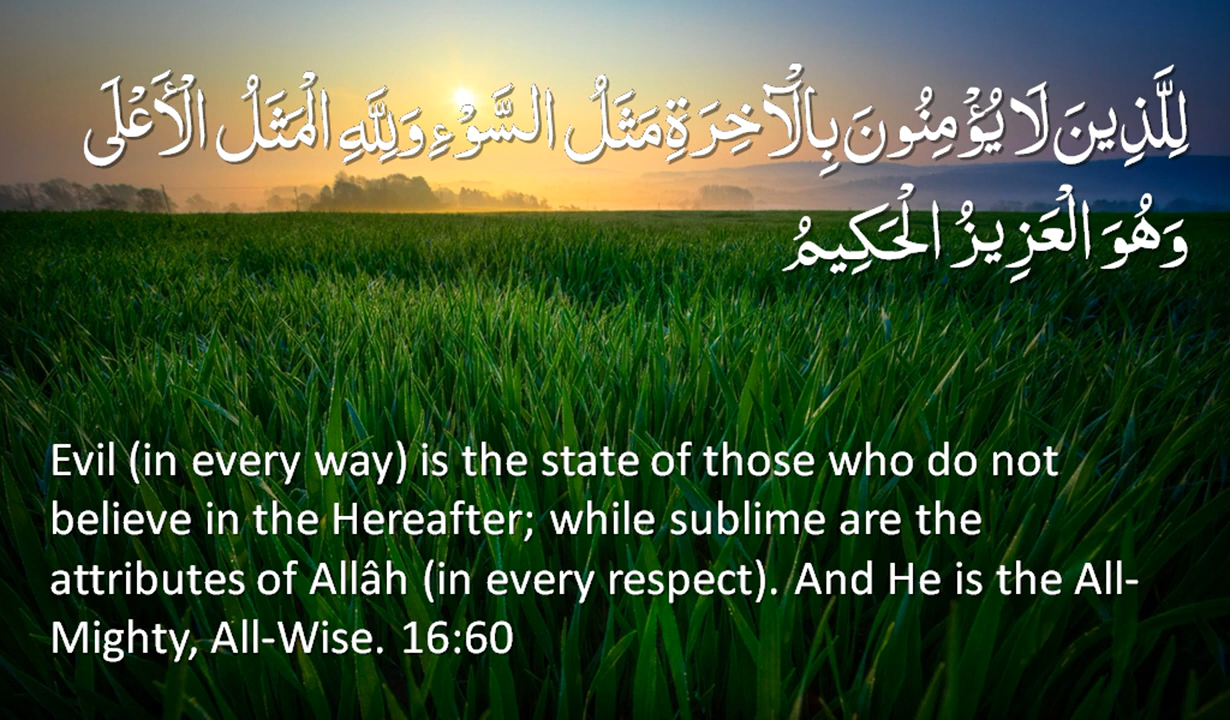 لِلَّذِينَ لَا يُؤْمِنُونَ بِالْآخِرَةِ مَثَلُ السَّوْءِ وَلِلَّهِ الْمَثَلُ الْأَعْلَى
وَهُوَ الْعَزِيزُ الْحَكِيمُ
Evil (in every way) is the state of those who do not
believe in the Hereafter; while sublime are the
attributes of Allâh (in every respect). And He is the All-
Mighty, All-Wise. 16:60